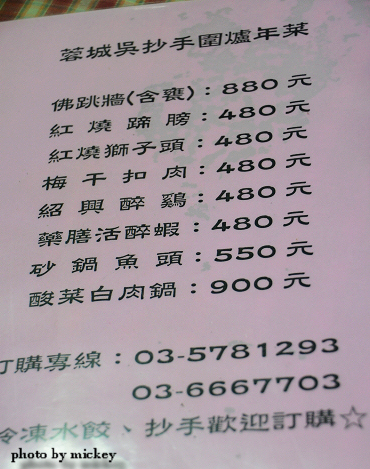 蓉城吳抄手圍爐年菜
佛跳牆(含甕)：880元
紅燒蹄膀：480元
紅燒獅子頭：480元
梅干扣肉：480元
紹興醉鷄：480元
藥膳活醉蝦：480元
砂鍋魚頭：550元
酸菜白肉鍋：900元
訂購專線：03-5781293
03-6667703
冷凍水餃、抄手歡迎訂購☆
photo by mickey